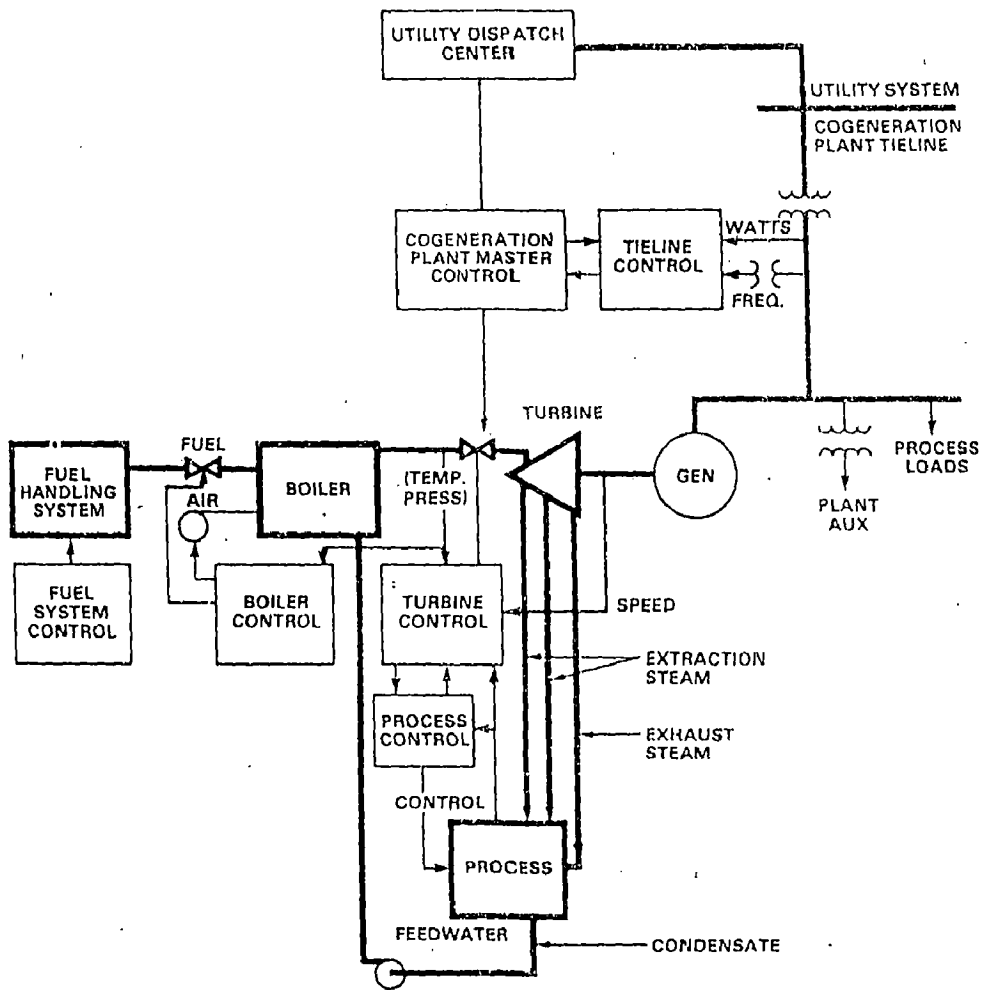 UTILITY DISPATCH
CENTER
UTILITY SYSTEM
COGENERATION
PLANT TIELINE
COGENERATION
PLANT MASTER
CONTROL
TIELINE
CONTROL
WATTS
FREQ.
TURBINE
GEN
PROCESS
LOADS
PLANT
AUX
FUEL
HANDLING
SYSTEM
FUEL
AIR
BOILER
(TEMP.
PRESS)
FUEL
SYSTEM
CONTROL
BOILER
CONTROL
TURBINE
CONTROL
SPEED
EXTRACTION
STEAM
PROCESS
CONTROL
EXHAUST
STEAM
CONTROL
PROCESS
FEEDWATER
CONDENSATE